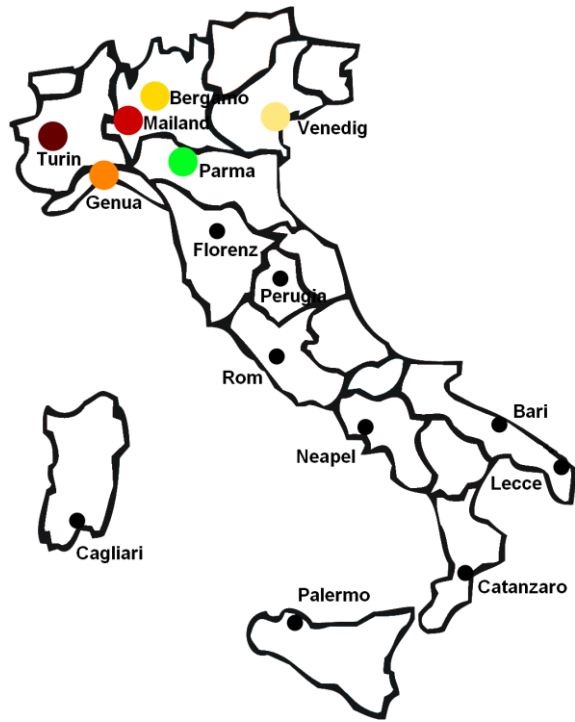 Bergamo
Mailand
Venedig
Turin
Parma
Genua
Florenz
Perugia
Rom
Bari
Neapel
Lecce
Cagliari
Catanzaro
Palermo